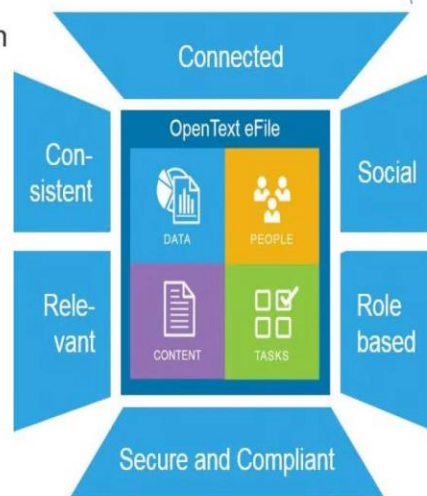 n
Connected
OpenText eFile
Con-
sistent
Social
DATA
PEOPLE
Rele-
vant
Role
based
CONTENT
TASKS
Secure and Compliant